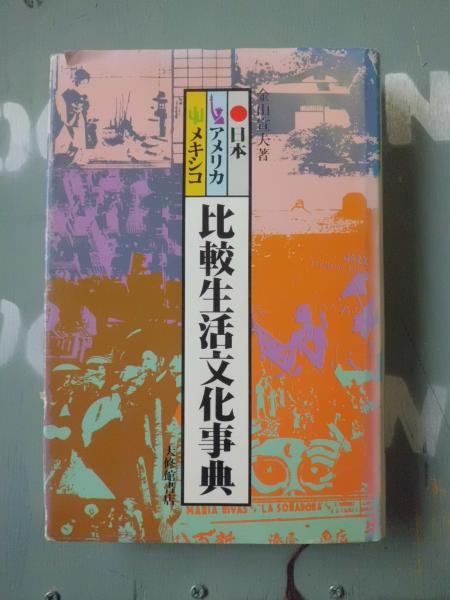 金山宣夫著
日本
アメリカ
メキシコ
比較生活文化事典
大修館書店
MARIA RIVAS "LA SOÑADORA"